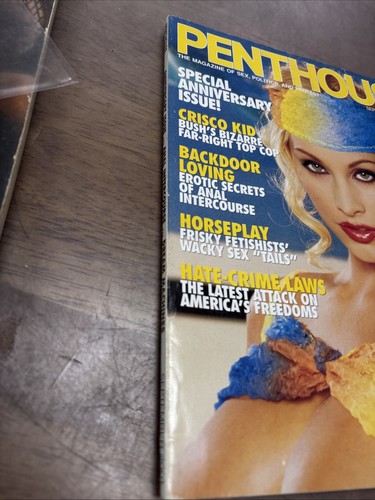 PENTHOUS
THE MAGAZINE OF SEX, POLITICS, AND
SPECIAL
ANNIVERSARY
ISSUE!
CRISCO KID
BUSH'S BIZARRE
FAR-RIGHT TOP COP
BACKDOOR
LOVING
EROTIC SECRETS
OF ANAL
INTERCOURSE
HORSEPLAY
FRISKY FETISHISTS'
WACKY SEX "TAILS"
HATE-CRIME LAWS
THE LATEST ATTACK ON
AMERICA'S FREEDOMS